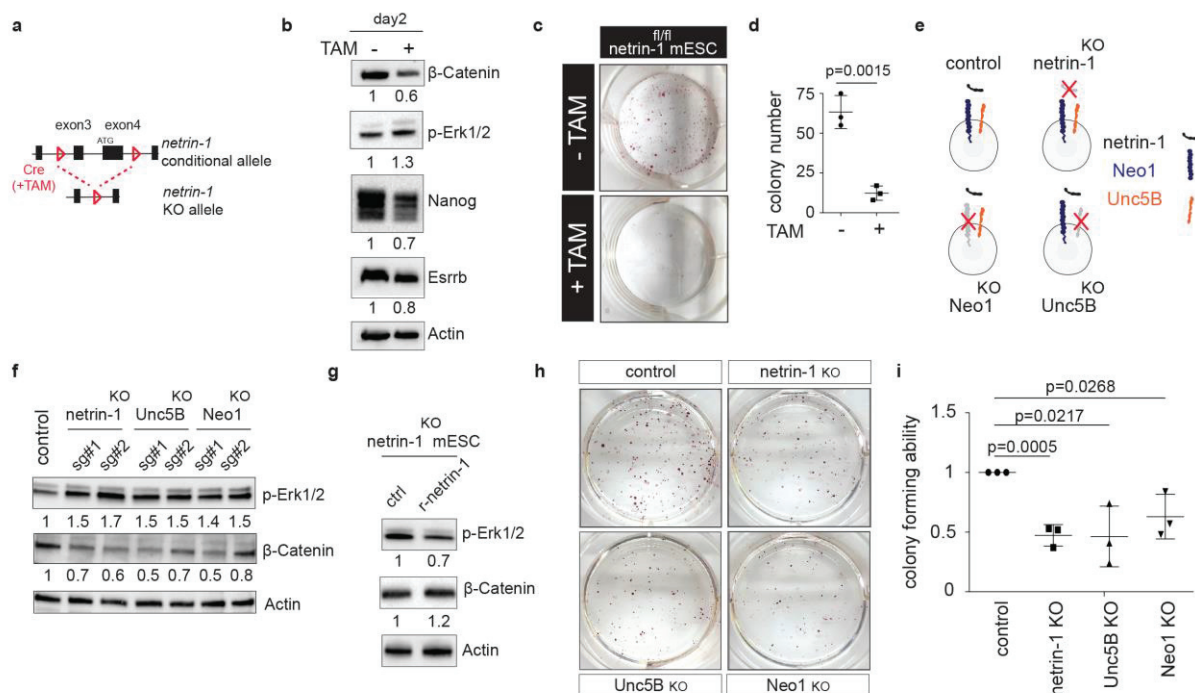 a
exon3 exon4
ATG
netrin-1
conditional allele
Cre
(+TAM)
netrin-1
KO allele
b
day2
TAM - +
β-Catenin
1 0.6
p-Erk1/2
1 1.3
Nanog
1 0.7
Esrrb
1 0.8
Actin
c
fl/fl
netrin-1 mESC
- TAM
+ TAM
d
p=0.0015
colony number
75
50
25
0
TAM - +
e
control
KO
netrin-1
KO
Neo1
KO
Unc5B
netrin-1
Neo1
Unc5B
f
control
KO
netrin-1
KO
Unc5B
KO
Neo1
sg#1 sg#2 sg#1 sg#2 sg#1 sg#2
p-Erk1/2
1 1.5 1.7 1.5 1.5 1.4 1.5
β-Catenin
1 0.7 0.6 0.5 0.7 0.5 0.8
Actin
g
KO
netrin-1 mESC
ctrl r-netrin-1
p-Erk1/2
1 0.7
β-Catenin
1 1.2
Actin
h
control netrin-1 KO
Unc5B KO Neo1 KO
i
p=0.0268
p=0.0217
p=0.0005
colony forming ability
1.5
1
0.5
0
control
netrin-1 KO
Unc5B KO
Neo1 KO